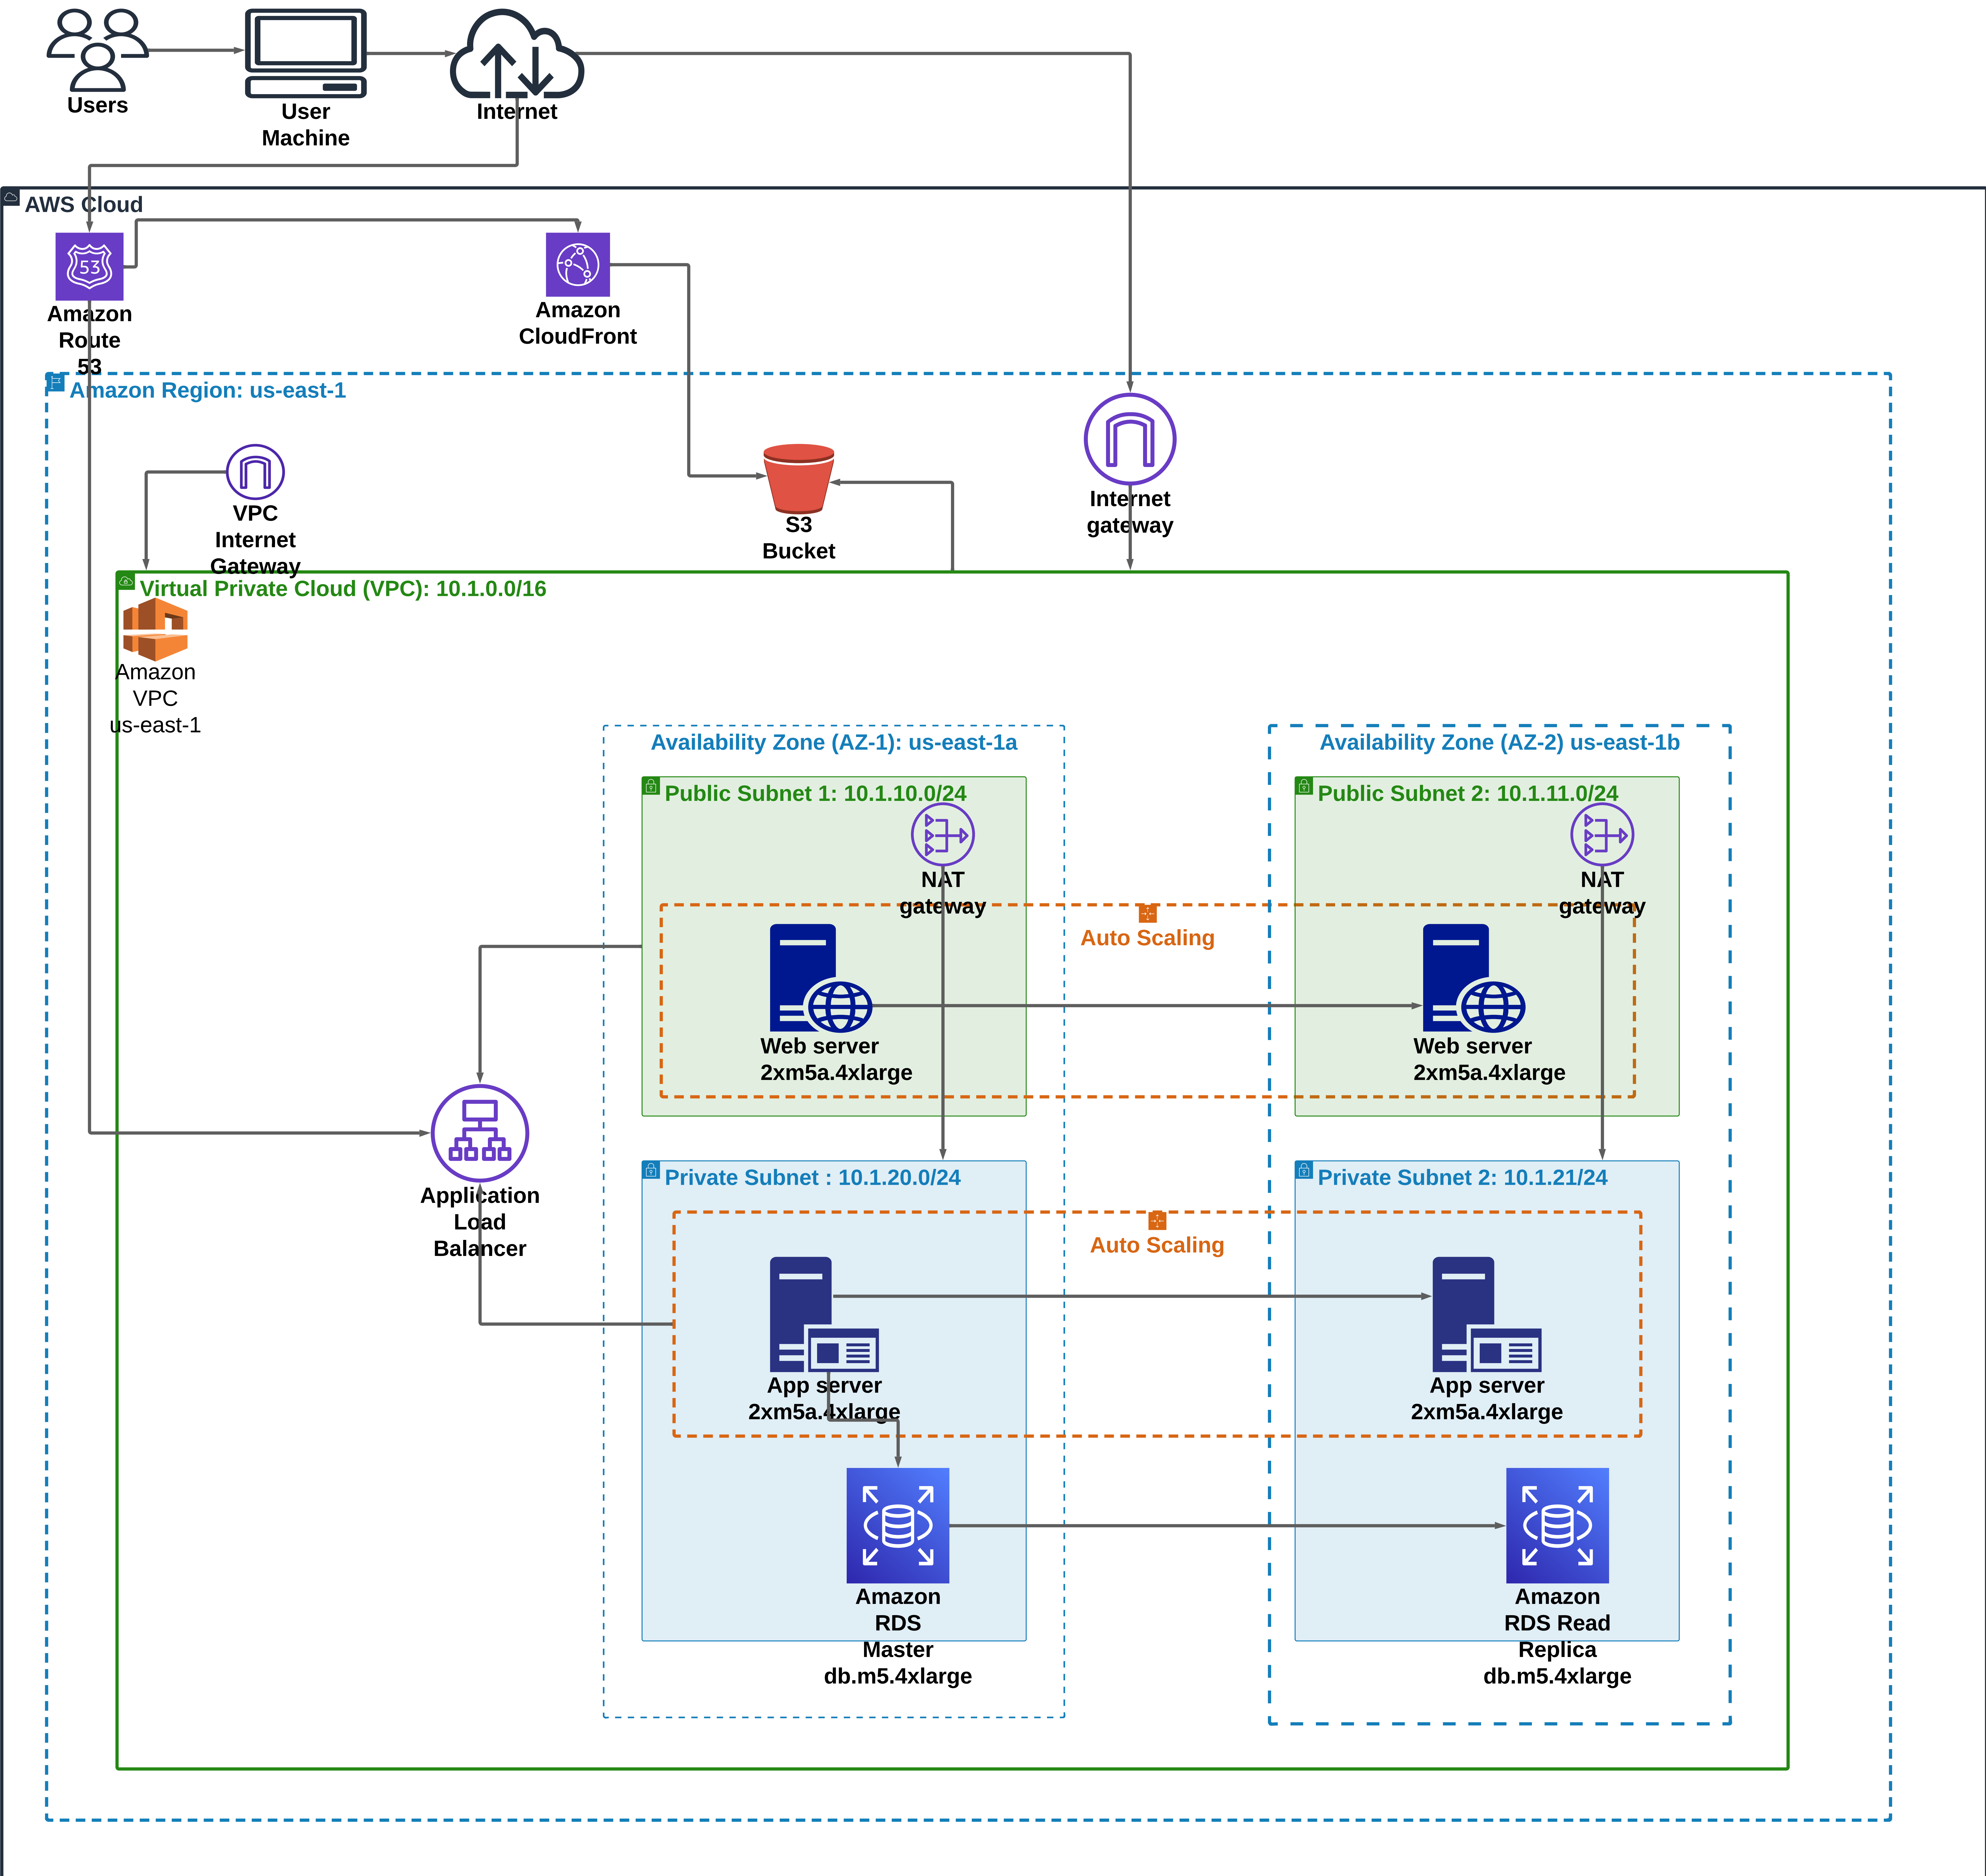 Users
User
Machine
Internet
AWS Cloud
53
Amazon
Route
53
Amazon
CloudFront
Amazon Region: us-east-1
VPC
Internet
Gateway
S3
Bucket
Internet
gateway
Virtual Private Cloud (VPC): 10.1.0.0/16
Amazon
VPC
us-east-1
Availability Zone (AZ-1): us-east-1a
Availability Zone (AZ-2) us-east-1b
Public Subnet 1: 10.1.10.0/24
Public Subnet 2: 10.1.11.0/24
NAT
gateway
NAT
gateway
Auto Scaling
Web server
2xm5a.4xlarge
Web server
2xm5a.4xlarge
Application
Load
Balancer
Private Subnet : 10.1.20.0/24
Private Subnet 2: 10.1.21/24
Auto Scaling
App server
2xm5a.4xlarge
App server
2xm5a.4xlarge
Amazon
RDS
Master
db.m5.4xlarge
Amazon
RDS Read
Replica
db.m5.4xlarge